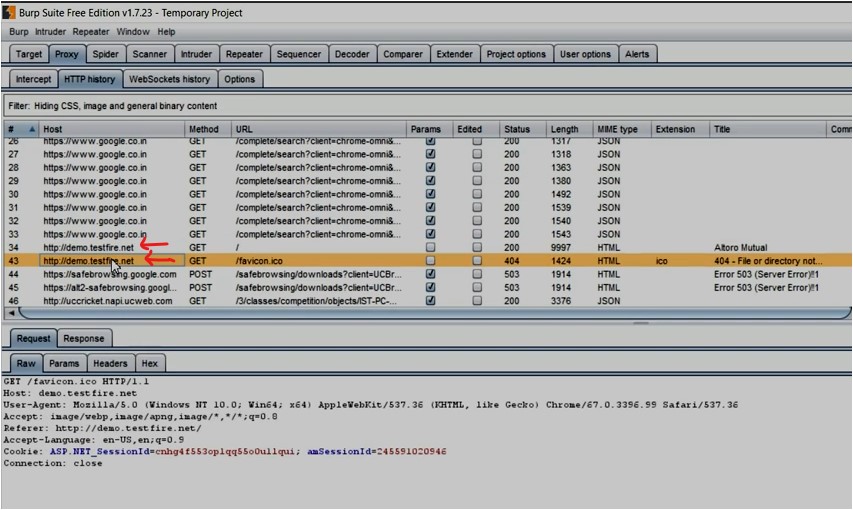 Burp Suite Free Edition v1.7.23 - Temporary Project
Burp Intruder Repeater Window Help
Target Proxy Spider Scanner Intruder Repeater Sequencer Decoder Comparer Extender Project options User options Alerts
Intercept HTTP history WebSockets history Options
Filter: Hiding CSS, image and general binary content
# Host Method URL Params Edited Status Length MIME type Extension Title Comm
26 https://www.google.co.in GET /complete/search?client=chrome-omni&... 200 1317 JSON
27 https://www.google.co.in GET /complete/search?client=chrome-omni&... 200 1318 JSON
28 https://www.google.co.in GET /complete/search?client=chrome-omni&... 200 1363 JSON
29 https://www.google.co.in GET /complete/search?client=chrome-omni&... 200 1380 JSON
30 https://www.google.co.in GET /complete/search?client=chrome-omni&... 200 1492 JSON
31 https://www.google.co.in GET /complete/search?client=chrome-omni&... 200 1539 JSON
32 https://www.google.co.in GET /complete/search?client=chrome-omni&... 200 1540 JSON
33 https://www.google.co.in GET /complete/search?client=chrome-omni&... 200 1543 JSON
34 http://demo.testfire.net GET / 200 9997 HTML Altoro Mutual
43 http://demo.testfire.net GET /favicon.ico 404 1424 HTML ico 404 - File or directory not...
44 https://safebrowsing.google.com POST /safebrowsing/downloads?client=UCBr... 503 1914 HTML Error 503 (Server Error)!!1
45 https://alt2-safebrowsing.googl... POST /safebrowsing/downloads?client=UCBr... 503 1914 HTML Error 503 (Server Error)!!1
46 http://uccricket.napi.ucweb.com GET /3/classes/competition/objects/IST-PC-... 200 3376 JSON
Request Response
Raw Params Headers Hex
GET /favicon.ico HTTP/1.1
Host: demo.testfire.net
User-Agent: Mozilla/5.0 (Windows NT 10.0; Win64; x64) AppleWebKit/537.36 (KHTML, like Gecko) Chrome/67.0.3396.99 Safari/537.36
Accept: image/webp,image/apng,image/*,*/*;q=0.8
Referer: http://demo.testfire.net/
Accept-Language: en-US,en;q=0.9
Cookie: ASP.NET_SessionId=cnhg4f553oplqq55o0ullqui; amSessionId=245591020946
Connection: close